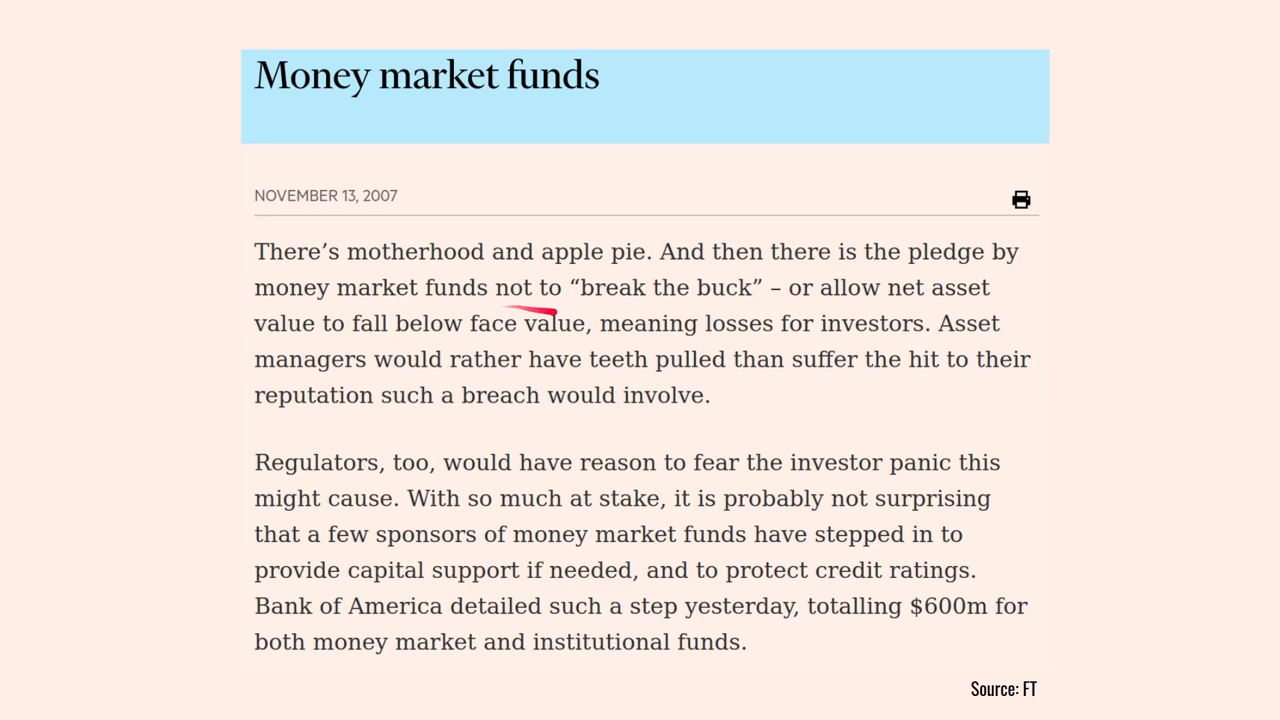 Money market funds
NOVEMBER 13, 2007
There’s motherhood and apple pie. And then there is the pledge by
money market funds not to “break the buck” – or allow net asset
value to fall below face value, meaning losses for investors. Asset
managers would rather have teeth pulled than suffer the hit to their
reputation such a breach would involve.
Regulators, too, would have reason to fear the investor panic this
might cause. With so much at stake, it is probably not surprising
that a few sponsors of money market funds have stepped in to
provide capital support if needed, and to protect credit ratings.
Bank of America detailed such a step yesterday, totalling $600m for
both money market and institutional funds.
Source: FT